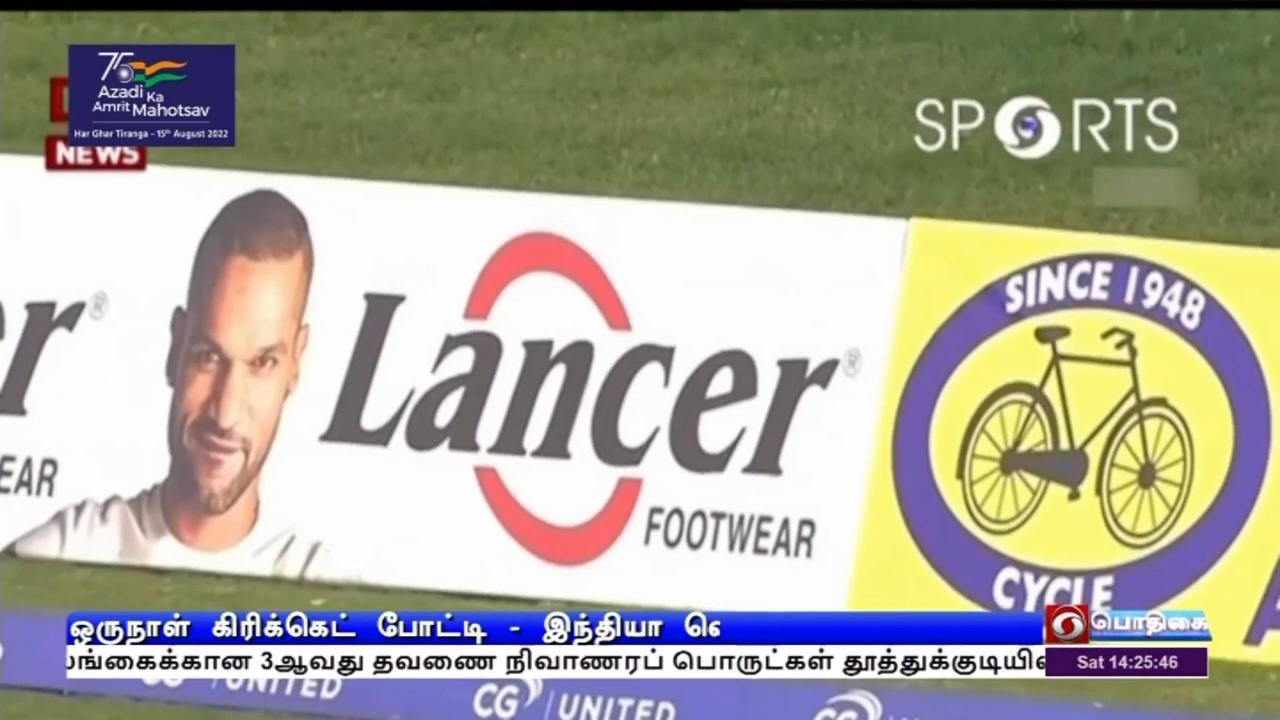 75
Azadi Ka
Amrit Mahotsav
Har Ghar Tiranga - 15th August 2022
NEWS
SPORTS
Lancer®
FOOTWEAR
SINCE 1948
CYCLE
ஒருநாள் கிரிக்கெட் போட்டி - இந்தியா வெ
பொதிகை
ங்கைக்கான 3ஆவது தவணை நிவாரணப் பொருட்கள் தூத்துக்குடியில்
Sat 14:25:46
CG | UNITED
CG | UNITED